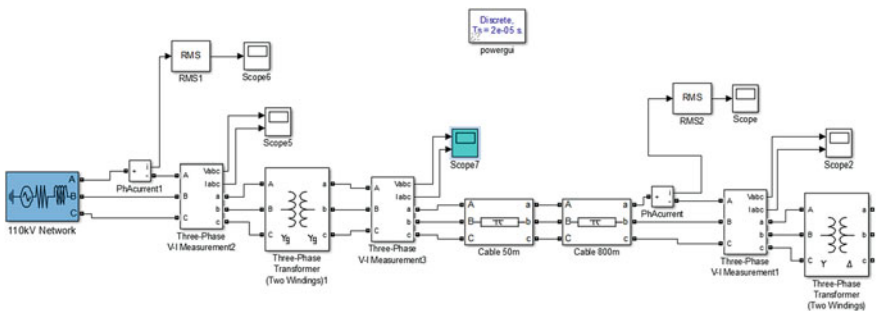 Discrete,
Ts = 2e-05 s.
powergui
RMS
RMS1
Scope6
RMS
RMS2
Scope
A
B
C
110kV Network
+
i
-
PhAcurrent1
Scope5
A
B
C
Vabc
Iabc
a
b
c
Three-Phase
V-I Measurement2
A
B
C
a
b
c
Yg
Yg
Three-Phase
Transformer
(Two Windings)1
A
B
C
Vabc
Iabc
a
b
c
Three-Phase
V-I Measurement3
Scope7
A
B
C
a
b
c
Cable 50m
A
B
C
a
b
c
Cable 800m
+
i
-
PhAcurrent
A
B
C
Vabc
Iabc
a
b
c
Three-Phase
V-I Measurement1
Scope2
A
B
C
a
b
c
Y
Δ
Three-Phase
Transformer
(Two Windings)